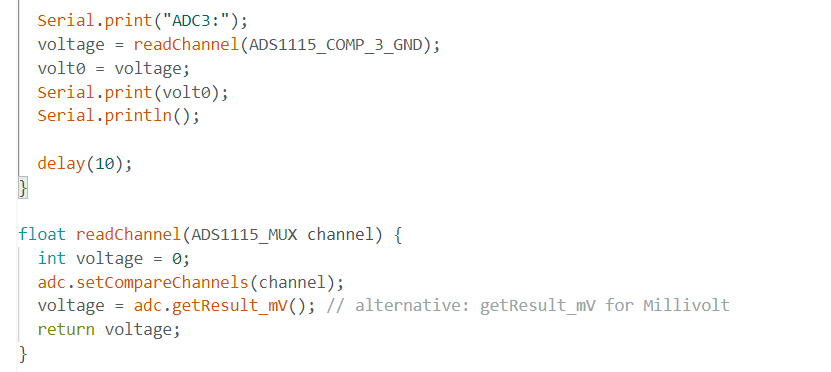 Serial.print("ADC3:");
voltage = readChannel(ADS1115_COMP_3_GND);
volt0 = voltage;
Serial.print(volt0);
Serial.println();
delay(10);
}
float readChannel(ADS1115_MUX channel) {
int voltage = 0;
adc.setCompareChannels(channel);
voltage = adc.getResult_mV(); // alternative: getResult_mV for Millivolt
return voltage;
}